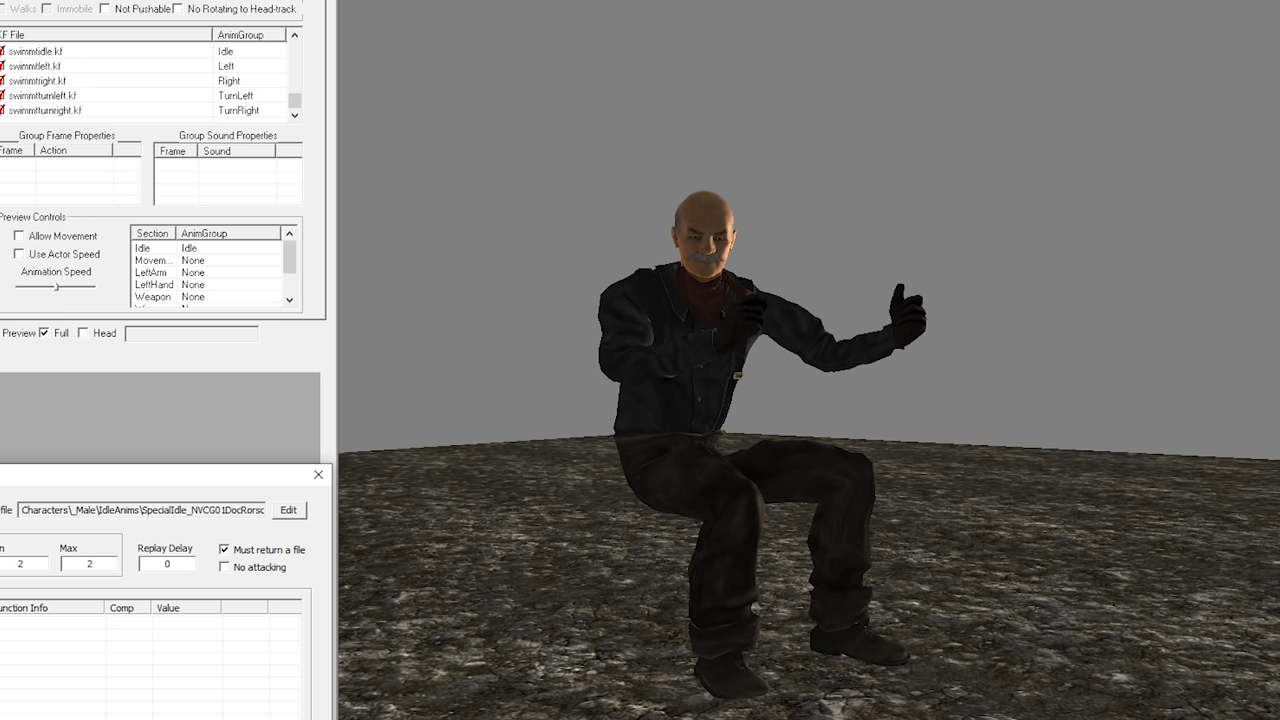 Walks Immobile Not Pushable No Rotating to Head-track
KF File AnimGroup
swimmtidle.kf Idle
swimmtleft.kf Left
swimmtright.kf Right
swimmtturnleft.kf TurnLeft
swimmtturnright.kf TurnRight
Group Frame Properties Group Sound Properties
Frame Action Frame Sound
Preview Controls
Allow Movement
Use Actor Speed
Animation Speed
Section AnimGroup
Idle Idle
Movem... None
LeftArm None
LeftHand None
Weapon None
Preview Full Head
file Characters\_Male\IdleAnims\SpecialIdle_NVCG01DocRorsc Edit
n Max Replay Delay Must return a file
2 2 0 No attacking
unction Info Comp Value